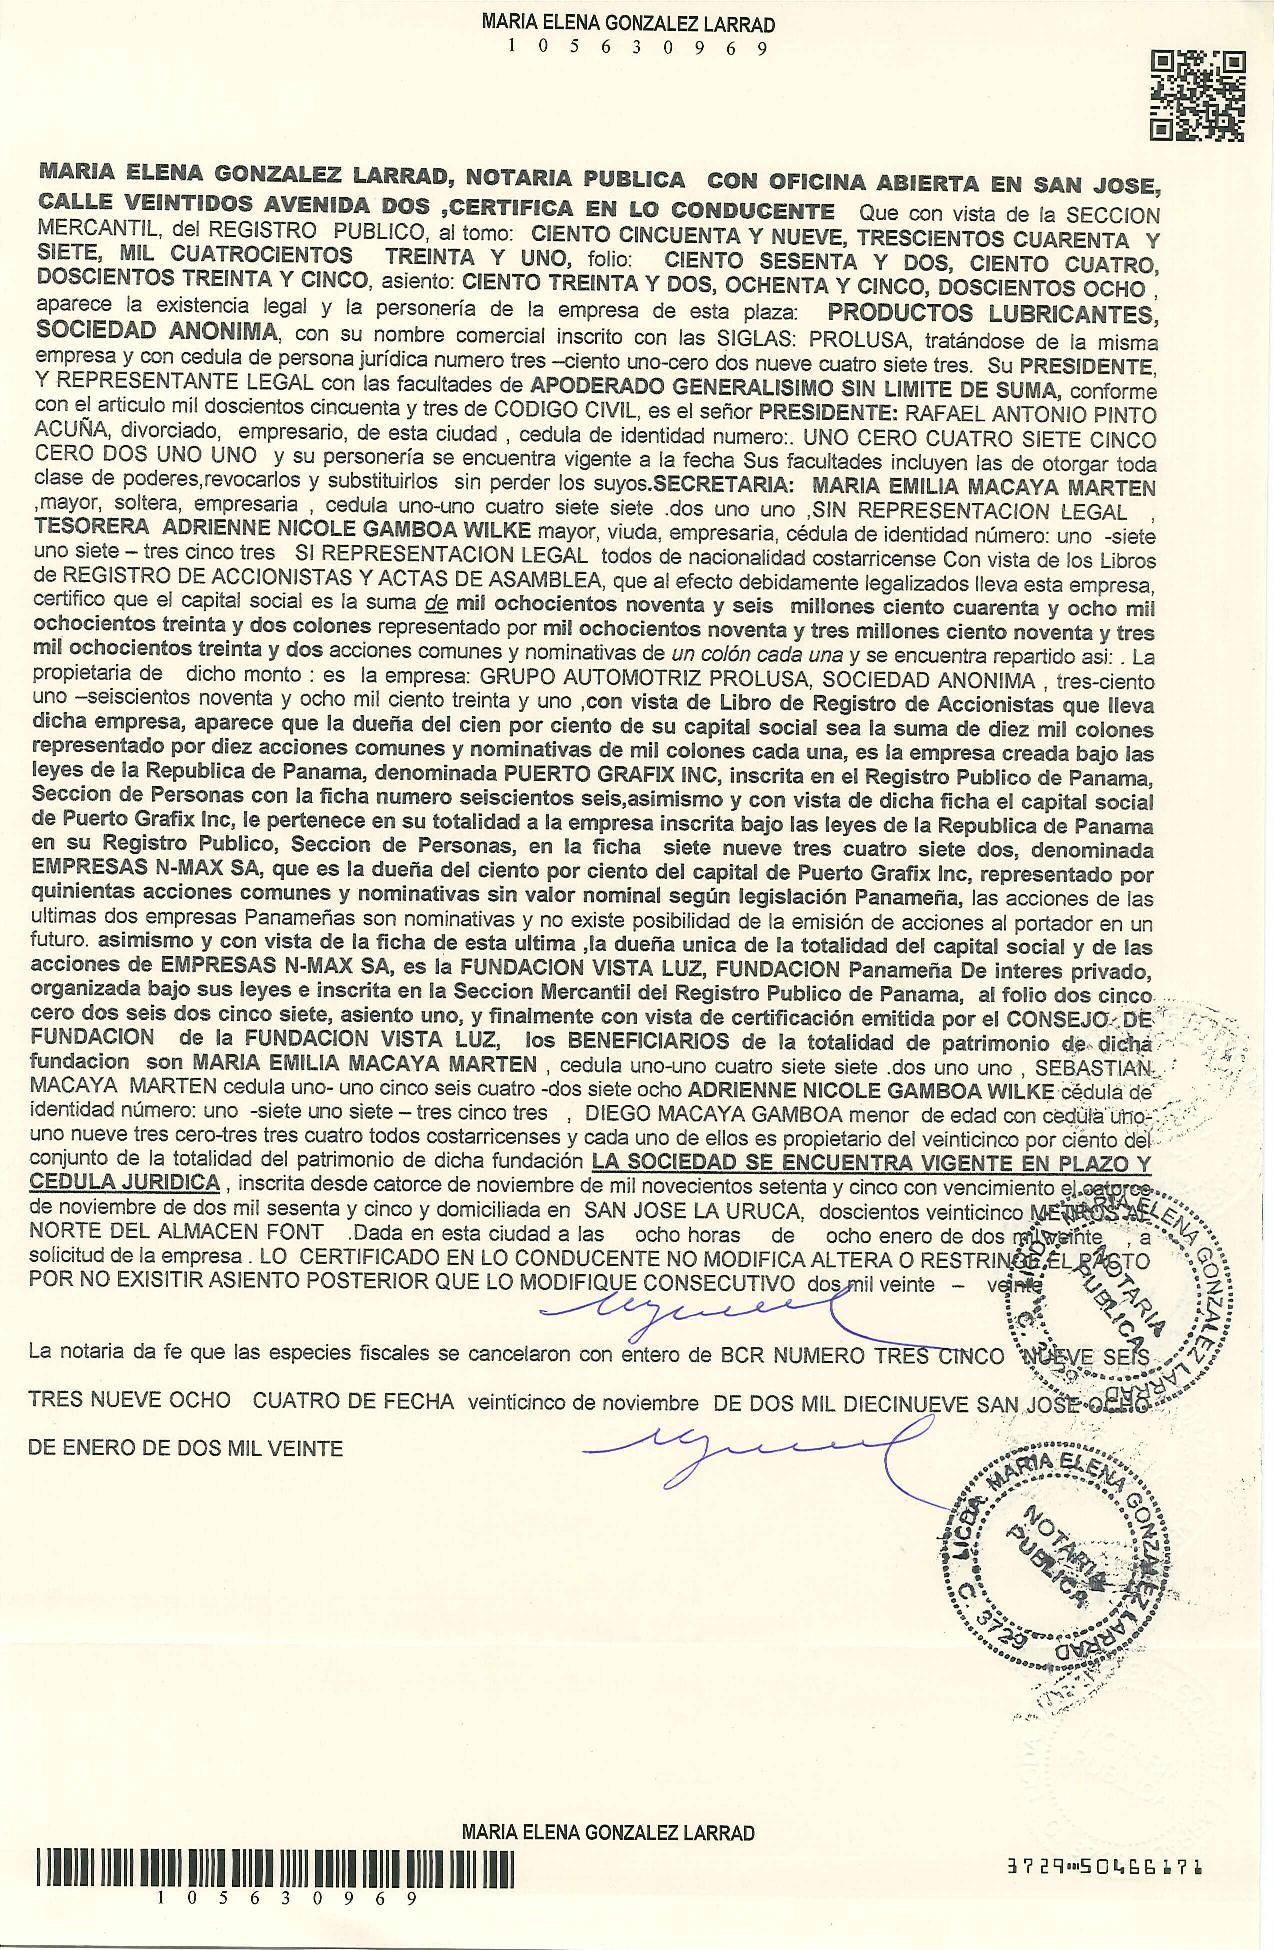 MARIA ELENA GONZALEZ LARRAD
1 0 5 6 3 0 9 6 9
MARIA ELENA GONZALEZ LARRAD, NOTARIA PUBLICA CON OFICINA ABIERTA EN SAN JOSE,
CALLE VEINTIDOS AVENIDA DOS ,CERTIFICA EN LO CONDUCENTE Que con vista de la SECCION
MERCANTIL, del REGISTRO PUBLICO, al tomo: CIENTO CINCUENTA Y NUEVE, TRESCIENTOS CUARENTA Y
SIETE, MIL CUATROCIENTOS TREINTA Y UNO, folio: CIENTO SESENTA Y DOS, CIENTO CUATRO,
DOSCIENTOS TREINTA Y CINCO, asiento: CIENTO TREINTA Y DOS, OCHENTA Y CINCO, DOSCIENTOS OCHO ,
aparece la existencia legal y la personería de la empresa de esta plaza: PRODUCTOS LUBRICANTES,
SOCIEDAD ANONIMA, con su nombre comercial inscrito con las SIGLAS: PROLUSA, tratándose de la misma
empresa y con cedula de persona jurídica numero tres –ciento uno-cero dos nueve cuatro siete tres. Su PRESIDENTE,
Y REPRESENTANTE LEGAL con las facultades de APODERADO GENERALISIMO SIN LIMITE DE SUMA, conforme
con el articulo mil doscientos cincuenta y tres de CODIGO CIVIL, es el señor PRESIDENTE: RAFAEL ANTONIO PINTO
ACUÑA, divorciado, empresario, de esta ciudad , cedula de identidad numero:. UNO CERO CUATRO SIETE CINCO
CERO DOS UNO UNO y su personería se encuentra vigente a la fecha Sus facultades incluyen las de otorgar toda
clase de poderes,revocarlos y substituirlos sin perder los suyos.SECRETARIA: MARIA EMILIA MACAYA MARTEN
,mayor, soltera, empresaria , cedula uno-uno cuatro siete siete .dos uno uno ,SIN REPRESENTACION LEGAL ,
TESORERA ADRIENNE NICOLE GAMBOA WILKE mayor, viuda, empresaria, cédula de identidad número: uno -siete
uno siete – tres cinco tres SI REPRESENTACION LEGAL todos de nacionalidad costarricense Con vista de los Libros
de REGISTRO DE ACCIONISTAS Y ACTAS DE ASAMBLEA, que al efecto debidamente legalizados lleva esta empresa,
certifico que el capital social es la suma de mil ochocientos noventa y seis millones ciento cuarenta y ocho mil
ochocientos treinta y dos colones representado por mil ochocientos noventa y tres millones ciento noventa y tres
mil ochocientos treinta y dos acciones comunes y nominativas de un colón cada una y se encuentra repartido asi: . La
propietaria de dicho monto : es la empresa: GRUPO AUTOMOTRIZ PROLUSA, SOCIEDAD ANONIMA , tres-ciento
uno –seiscientos noventa y ocho mil ciento treinta y uno ,con vista de Libro de Registro de Accionistas que lleva
dicha empresa, aparece que la dueña del cien por ciento de su capital social sea la suma de diez mil colones
representado por diez acciones comunes y nominativas de mil colones cada una, es la empresa creada bajo las
leyes de la Republica de Panama, denominada PUERTO GRAFIX INC, inscrita en el Registro Publico de Panama,
Seccion de Personas con la ficha numero seiscientos seis,asimismo y con vista de dicha ficha el capital social
de Puerto Grafix Inc, le pertenece en su totalidad a la empresa inscrita bajo las leyes de la Republica de Panama
en su Registro Publico, Seccion de Personas, en la ficha siete nueve tres cuatro siete dos, denominada
EMPRESAS N-MAX SA, que es la dueña del ciento por ciento del capital de Puerto Grafix Inc, representado por
quinientas acciones comunes y nominativas sin valor nominal según legislación Panameña, las acciones de las
ultimas dos empresas Panameñas son nominativas y no existe posibilidad de la emisión de acciones al portador en un
futuro. asimismo y con vista de la ficha de esta ultima ,la dueña unica de la totalidad del capital social y de las
acciones de EMPRESAS N-MAX SA, es la FUNDACION VISTA LUZ, FUNDACION Panameña De interes privado,
organizada bajo sus leyes e inscrita en la Seccion Mercantil del Registro Publico de Panama, al folio dos cinco
cero dos seis dos cinco siete, asiento uno, y finalmente con vista de certificación emitida por el CONSEJO DE
FUNDACION de la FUNDACION VISTA LUZ, los BENEFICIARIOS de la totalidad de patrimonio de dicha
fundacion son MARIA EMILIA MACAYA MARTEN , cedula uno-uno cuatro siete siete .dos uno uno , SEBASTIAN
MACAYA MARTEN cedula uno- uno cinco seis cuatro -dos siete ocho ADRIENNE NICOLE GAMBOA WILKE cédula de
identidad número: uno -siete uno siete – tres cinco tres , DIEGO MACAYA GAMBOA menor de edad con cedula uno-
uno nueve tres cero-tres tres cuatro todos costarricenses y cada uno de ellos es propietario del veinticinco por ciento del
conjunto de la totalidad del patrimonio de dicha fundación LA SOCIEDAD SE ENCUENTRA VIGENTE EN PLAZO Y
CEDULA JURIDICA , inscrita desde catorce de noviembre de mil novecientos setenta y cinco con vencimiento el catorce
de noviembre de dos mil sesenta y cinco y domiciliada en SAN JOSE LA URUCA, doscientos veinticinco METROS AL
NORTE DEL ALMACEN FONT .Dada en esta ciudad a las ocho horas de ocho enero de dos mil veinte , a
solicitud de la empresa . LO CERTIFICADO EN LO CONDUCENTE NO MODIFICA ALTERA O RESTRINGE EL PACTO
POR NO EXISITIR ASIENTO POSTERIOR QUE LO MODIFIQUE CONSECUTIVO dos mil veinte – veinte
LICDA. MARIA ELENA GONZALEZ LARRAD
NOTARIA
PUBLICA
C. 3729
La notaria da fe que las especies fiscales se cancelaron con entero de BCR NUMERO TRES CINCO NUEVE SEIS
TRES NUEVE OCHO CUATRO DE FECHA veinticinco de noviembre DE DOS MIL DIECINUEVE SAN JOSE OCHO
DE ENERO DE DOS MIL VEINTE
LICDA. MARIA ELENA GONZALEZ LARRAD
NOTARIA
PUBLICA
C. 3729
MARIA ELENA GONZALEZ LARRAD
1 0 5 6 3 0 9 6 9
3729-50466171